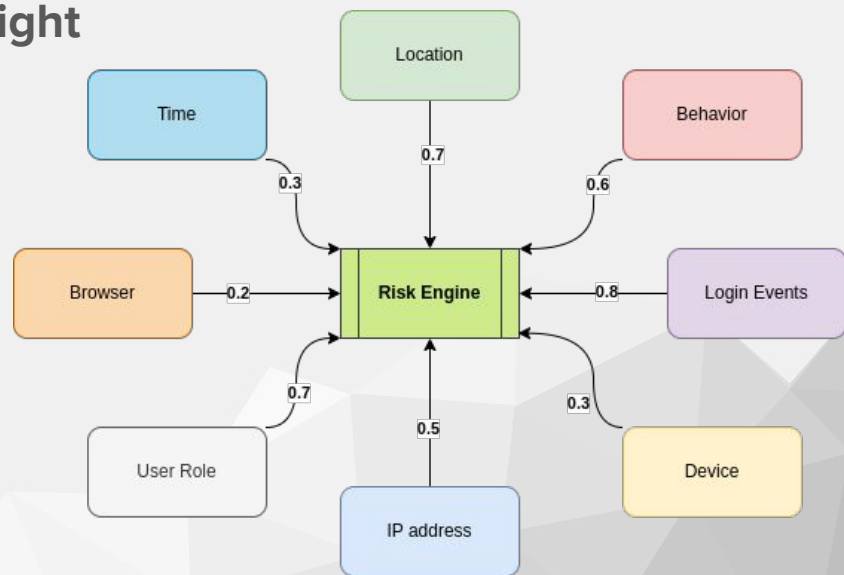 ight
Location
Time
Behavior
0.7
0.3
0.6
Browser
0.2
Risk Engine
0.8
Login Events
0.7
0.3
0.5
User Role
Device
IP address